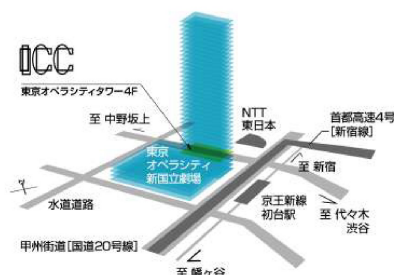 ICC
東京オペラシティタワー4F
至 中野坂上
NTT
東日本
首都高速4号
[新宿線]
至 新宿
東京
オペラシティ
新国立劇場
京王新線
初台駅
至 代々木
渋谷
水道道路
甲州街道[国道20号線]
至 幡ヶ谷